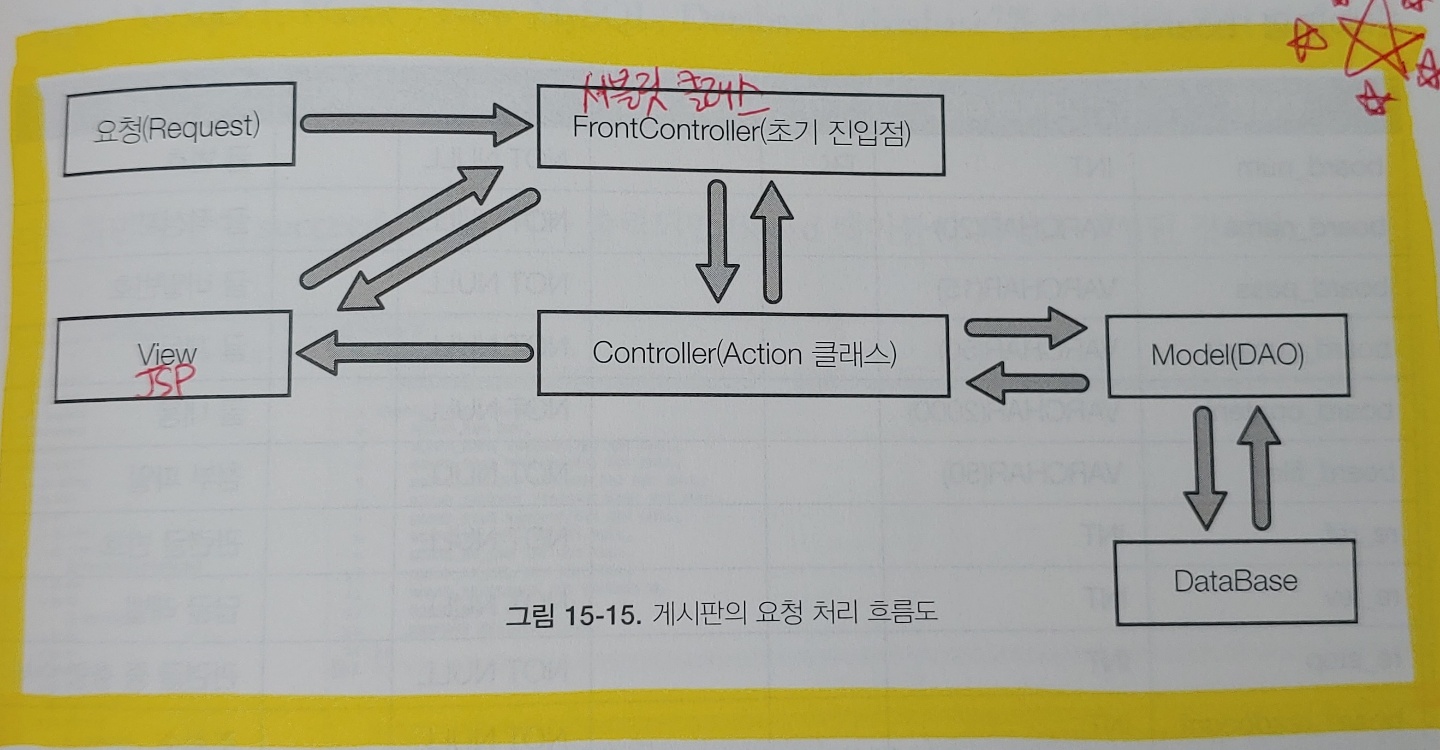 요청(Request)
서블릿 클래스
FrontController(초기 진입점)
View
JSP
Controller(Action 클래스)
Model(DAO)
DataBase
그림 15-15. 게시판의 요청 처리 흐름도